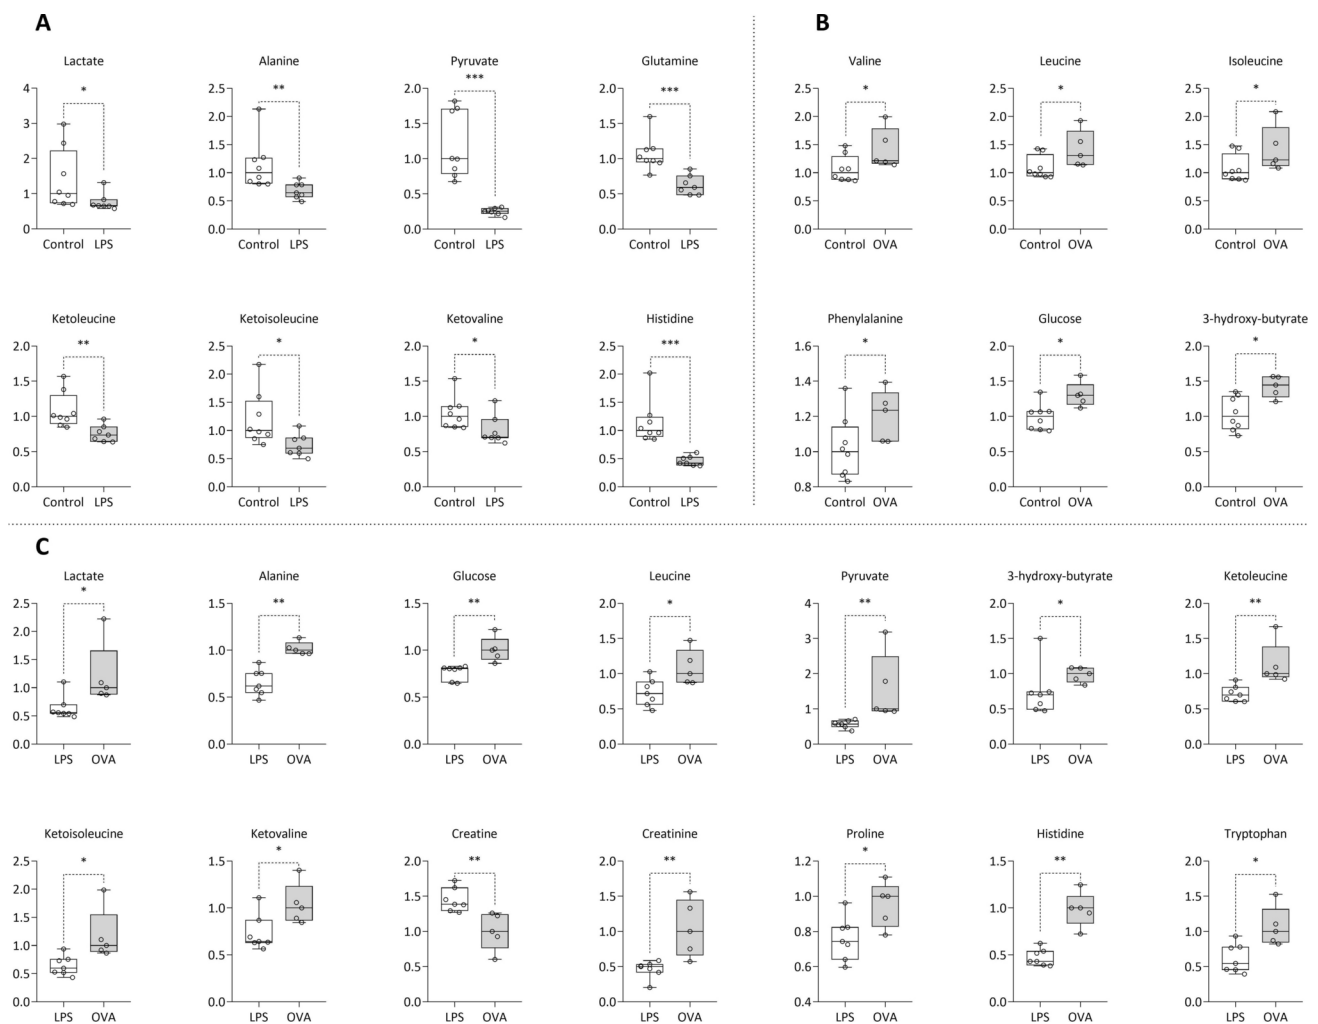 A
B
Lactate
Alanine
Pyruvate
Glutamine
Valine
Leucine
Isoleucine
4
3
2
1
0
*
Control LPS
2.5
2.0
1.5
1.0
0.5
0.0
**
Control LPS
2.0
1.5
1.0
0.5
0.0
***
Control LPS
2.0
1.5
1.0
0.5
0.0
***
Control LPS
2.5
2.0
1.5
1.0
0.5
0.0
*
Control OVA
2.5
2.0
1.5
1.0
0.5
0.0
*
Control OVA
2.5
2.0
1.5
1.0
0.5
0.0
*
Control OVA
Ketoleucine
Ketoisoleucine
Ketovaline
Histidine
Phenylalanine
Glucose
3-hydroxy-butyrate
2.0
1.5
1.0
0.5
0.0
**
Control LPS
2.5
2.0
1.5
1.0
0.5
0.0
*
Control LPS
2.0
1.5
1.0
0.5
0.0
*
Control LPS
2.5
2.0
1.5
1.0
0.5
0.0
***
Control LPS
1.6
1.4
1.2
1.0
0.8
*
Control OVA
2.0
1.5
1.0
0.5
0.0
*
Control OVA
2.0
1.5
1.0
0.5
0.0
*
Control OVA
C
Lactate
Alanine
Glucose
Leucine
Pyruvate
3-hydroxy-butyrate
Ketoleucine
2.5
2.0
1.5
1.0
0.5
0.0
*
LPS OVA
1.5
1.0
0.5
0.0
**
LPS OVA
1.5
1.0
0.5
0.0
**
LPS OVA
2.0
1.5
1.0
0.5
0.0
*
LPS OVA
4
3
2
1
0
**
LPS OVA
2.0
1.5
1.0
0.5
0.0
*
LPS OVA
2.0
1.5
1.0
0.5
0.0
**
LPS OVA
Ketoisoleucine
Ketovaline
Creatine
Creatinine
Proline
Histidine
Tryptophan
2.5
2.0
1.5
1.0
0.5
0.0
*
LPS OVA
1.5
1.0
0.5
0.0
*
LPS OVA
2.0
1.5
1.0
0.5
0.0
**
LPS OVA
2.0
1.5
1.0
0.5
0.0
**
LPS OVA
1.2
1.0
0.8
0.6
0.4
*
LPS OVA
1.5
1.0
0.5
0.0
**
LPS OVA
2.0
1.5
1.0
0.5
0.0
*
LPS OVA